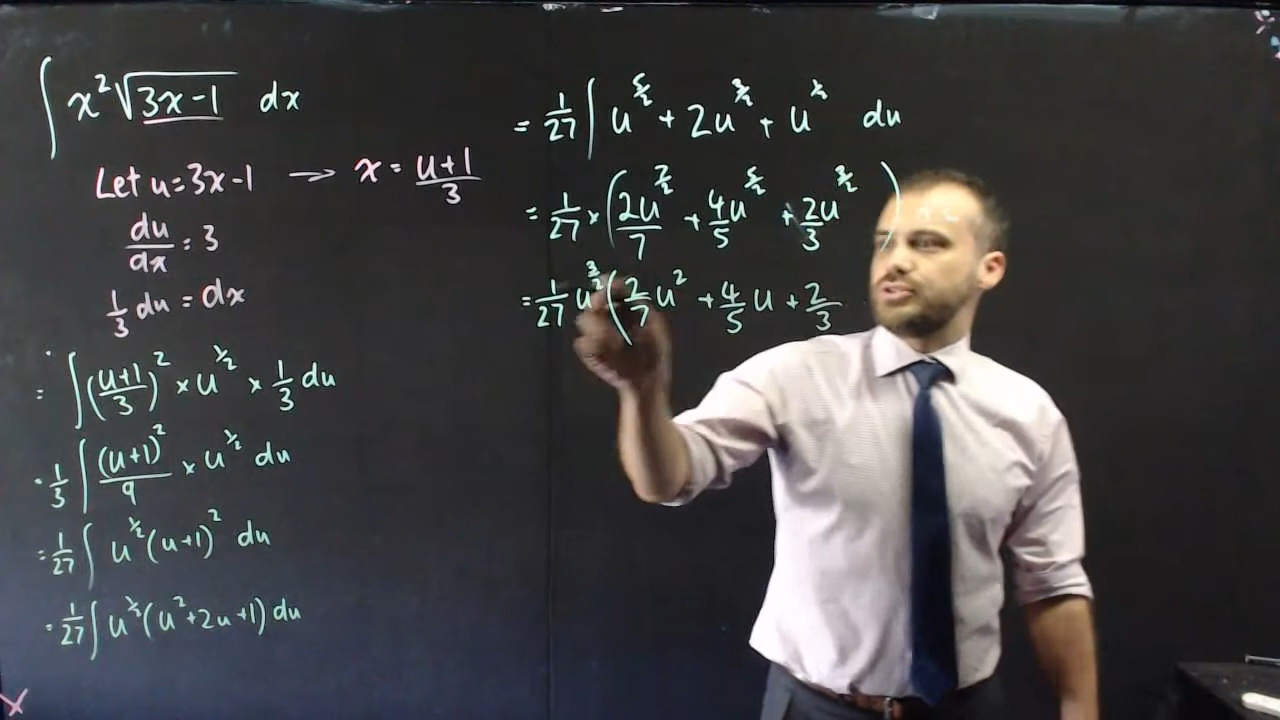 ∫ x²√(3x-1) dx
Let u=3x-1 → x = (u+1)/3
du/dx = 3
1/3 du = dx
= ∫ ((u+1)/3)² × u^(1/2) × 1/3 du
= 1/3 ∫ (u+1)²/9 × u^(1/2) du
= 1/27 ∫ u^(1/2) (u+1)² du
= 1/27 ∫ u^(1/2) (u²+2u+1) du
= 1/27 ∫ u^(5/2) + 2u^(3/2) + u^(1/2) du
= 1/27 × (2u^(7/2)/7 + 4/5 u^(5/2) + 2/3 u^(3/2)) + c
= 1/27 u^(3/2) (2/7 u² + 4/5 u + 2/3